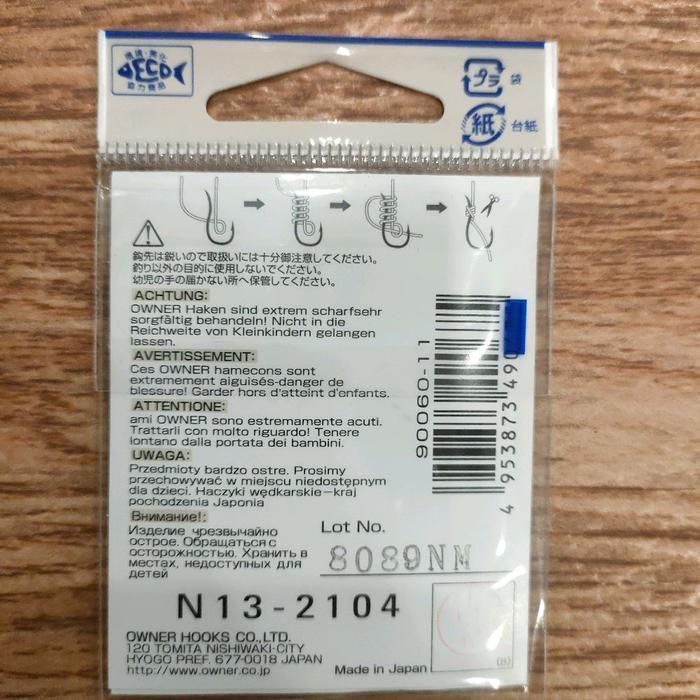 環境・美化
ECO
協力商品
プラ 袋
紙 台紙
鈎先は鋭いので取扱いには十分御注意してください。
釣り以外の目的に使用しないでください。
幼児の手の届かない所へ保管してください。
ACHTUNG:
OWNER Haken sind extrem scharfsehr
sorgfältig behandeln! Nicht in die
Reichweite von Kleinkindern gelangen
lassen.
AVERTISSEMENT:
Ces OWNER hamecons sont
extremement aiguisés-danger de
blessure! Garder hors d'atteint d'enfants.
ATTENTIONE:
ami OWNER sono estremamente acuti.
Trattarli con molto riguardo! Tenere
lontano dalla portata dei bambini.
UWAGA:
Przedmioty bardzo ostre. Prosimy
przechowywać w miejscu niedostępnym
dla dzieci. Haczyki wędkarskie-kraj
pochodzenia Japonia
Внимание!:
Изделие чрезвычайно
острое. Обращаться с
осторожностью. Хранить в
местах, недоступных для
детей
90060-11
4 953873 490
Lot No.
8089NM
N13-2104
OWNER HOOKS CO.,LTD.
120 TOMITA NISHIWAKI-CITY
HYOGO PREF. 677-0018 JAPAN
http://www.owner.co.jp
Made in Japan